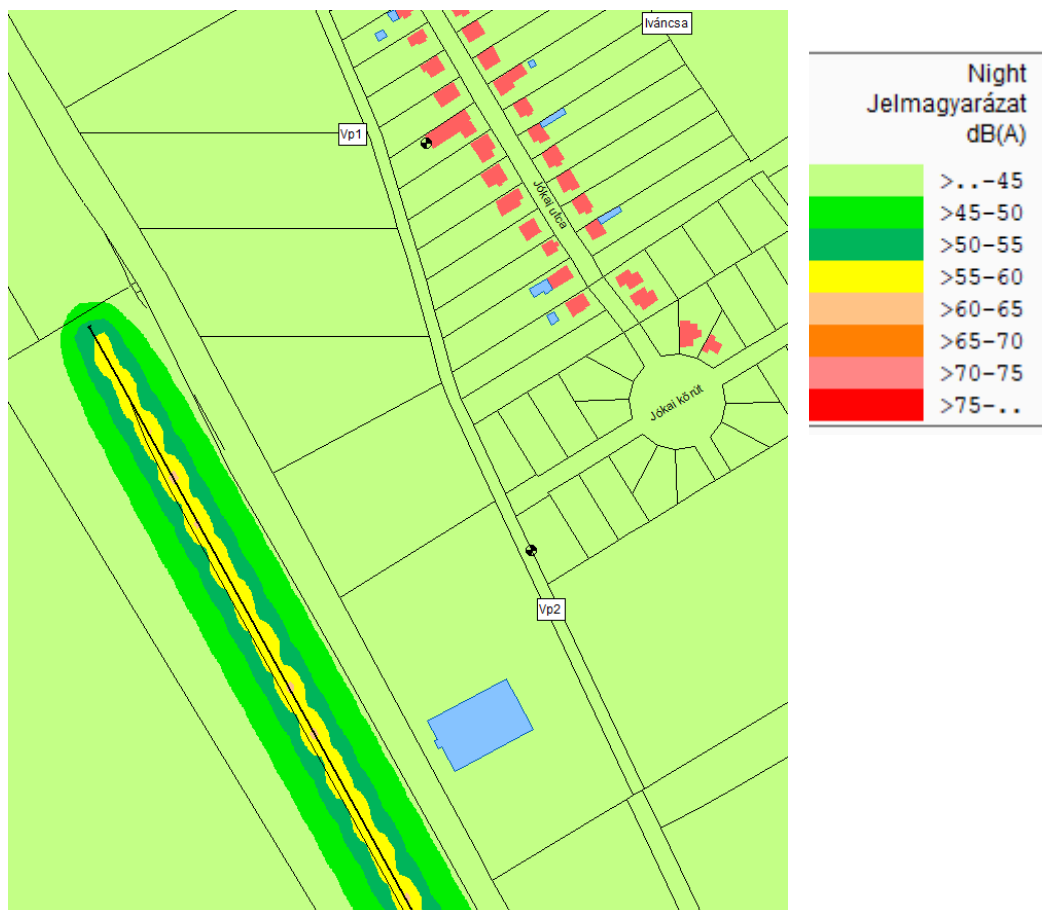 Iváncsa
Vp1
Jókai utca
Jókai körút
Vp2
Night
Jelmagyarázat
dB(A)
>..-45
>45-50
>50-55
>55-60
>60-65
>65-70
>70-75
>75-..